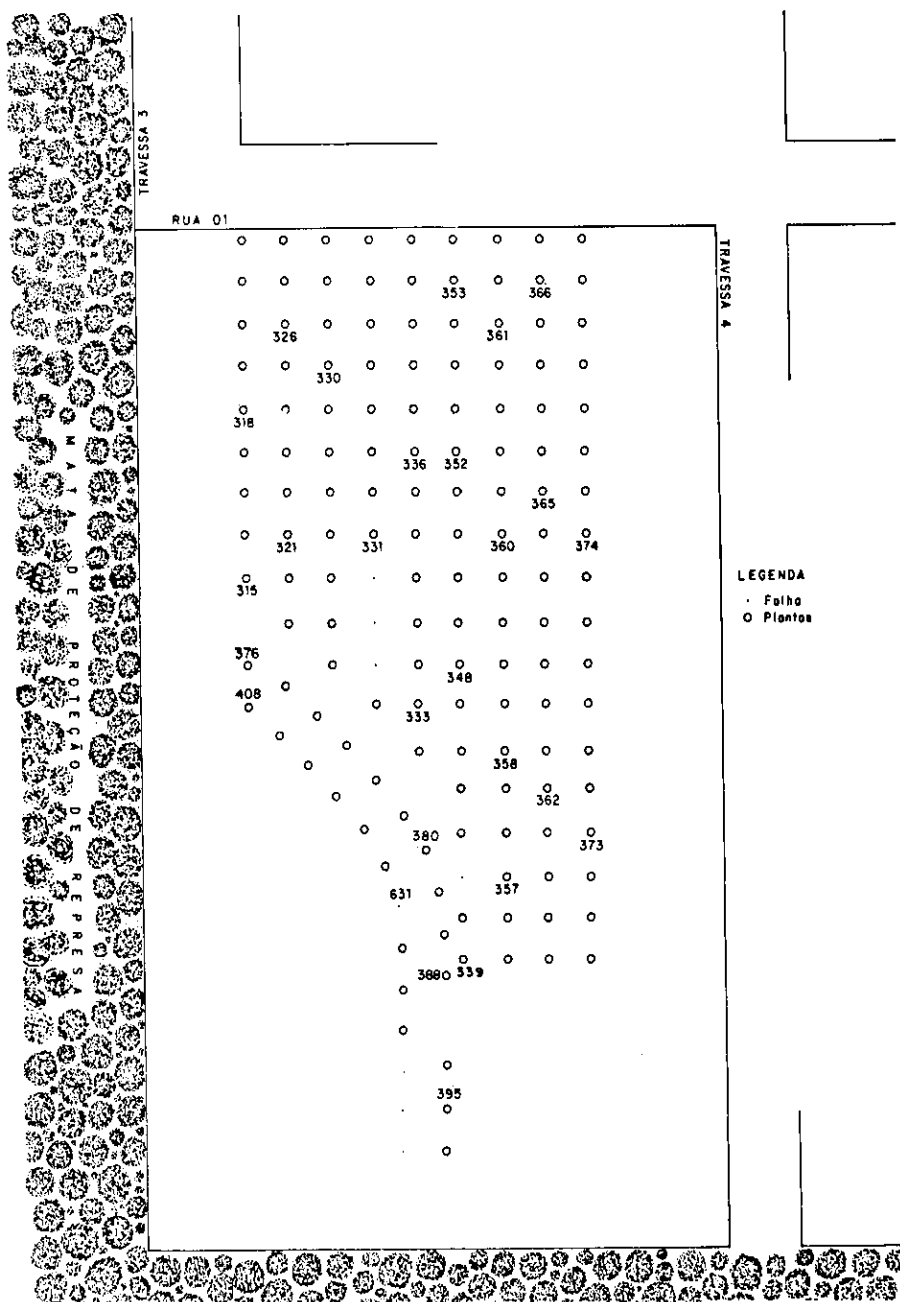 TRAVESSA 3
RUA 01
TRAVESSA 4
353 366
326 361
330
318
336 352
365
321 331 360 374
315
376
348
408
333
358
362
380 373
357
631
388 339
395
MATA DE PROTEÇÃO DE REPRESA
LEGENDA
· Falha
O Plantas